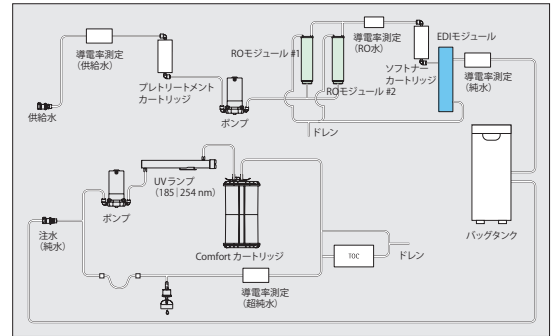 導電率測定
（供給水）
供給水
プレトリートメント
カートリッジ
ポンプ
ROモジュール #1
導電率測定
（RO水）
ROモジュール #2
ドレン
ソフトナー
カートリッジ
EDIモジュール
導電率測定
（純水）
UVランプ
（185｜254 nm）
ポンプ
注水
（純水）
Comfort カートリッジ
導電率測定
（超純水）
TOC
ドレン
バッグタンク